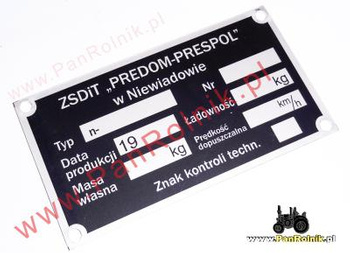 ZSDiT „PREDOM-PRESPOL"
w Niewiadowie
Typ n- Nr
Data produkcji 19 Ładowność kg
Masa własna kg Prędkość dopuszczalna km/h
Znak kontroli techn.
www.PanRolnik.pl
www.PanRolnik.pl
www.PanRolnik.pl